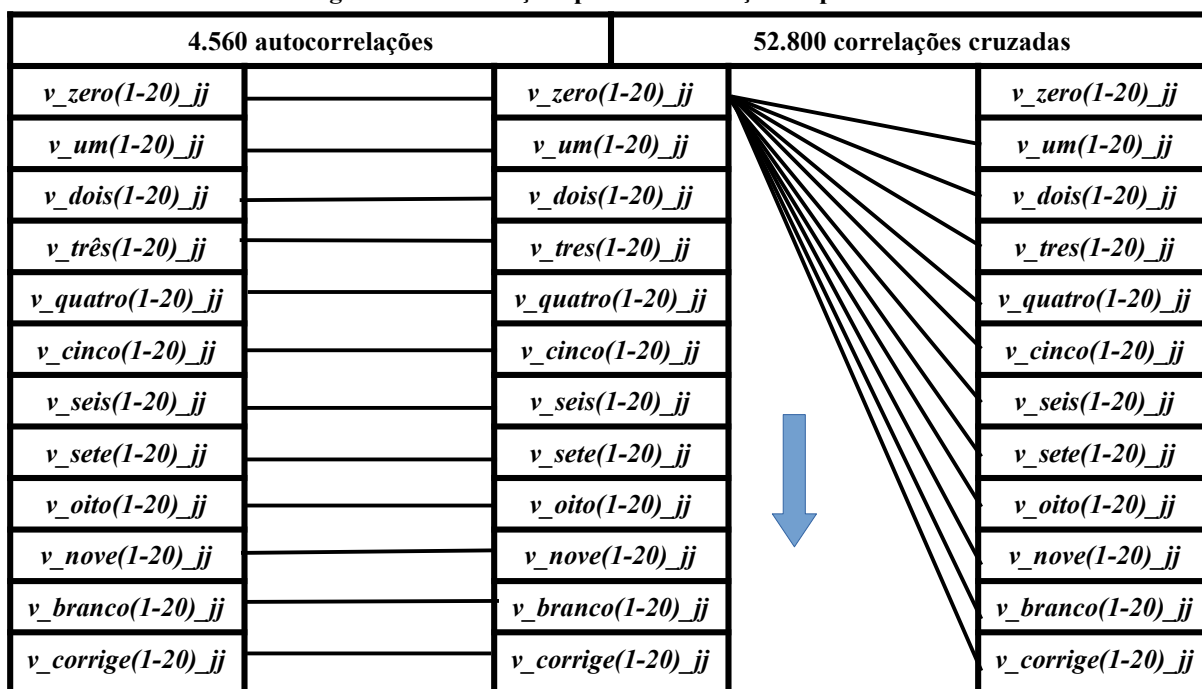 4.560 autocorrelações 52.800 correlações cruzadas
v_zero(1-20)_jj v_zero(1-20)_jj v_zero(1-20)_jj
v_um(1-20)_jj v_um(1-20)_jj v_um(1-20)_jj
v_dois(1-20)_jj v_dois(1-20)_jj v_dois(1-20)_jj
v_três(1-20)_jj v_tres(1-20)_jj v_tres(1-20)_jj
v_quatro(1-20)_jj v_quatro(1-20)_jj v_quatro(1-20)_jj
v_cinco(1-20)_jj v_cinco(1-20)_jj v_cinco(1-20)_jj
v_seis(1-20)_jj v_seis(1-20)_jj v_seis(1-20)_jj
v_sete(1-20)_jj v_sete(1-20)_jj v_sete(1-20)_jj
v_oito(1-20)_jj v_oito(1-20)_jj v_oito(1-20)_jj
v_nove(1-20)_jj v_nove(1-20)_jj v_nove(1-20)_jj
v_branco(1-20)_jj v_branco(1-20)_jj v_branco(1-20)_jj
v_corrige(1-20)_jj v_corrige(1-20)_jj v_corrige(1-20)_jj